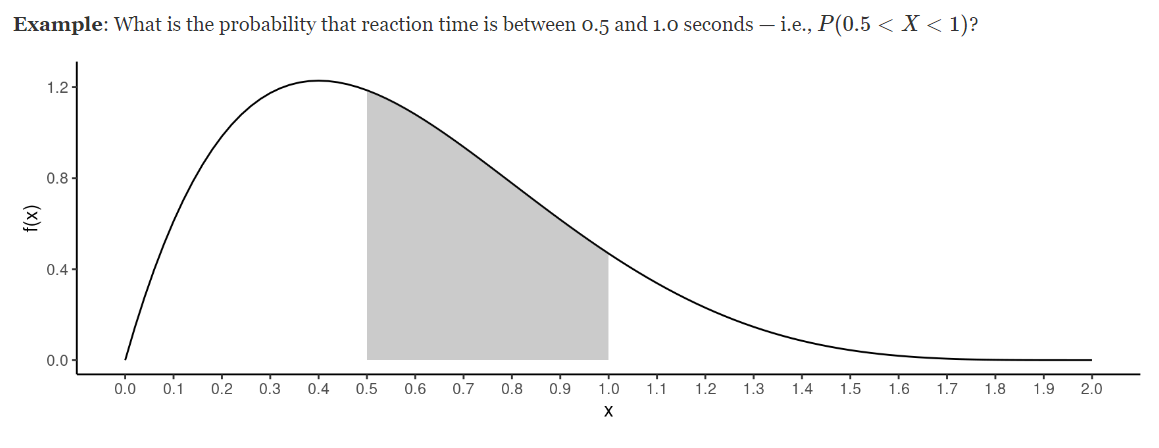 Example: What is the probability that reaction time is between 0.5 and 1.0 seconds – i.e., P(0.5 < X < 1)?
1.2
0.8
0.4
0.0
f(x)
0.0 0.1 0.2 0.3 0.4 0.5 0.6 0.7 0.8 0.9 1.0 1.1 1.2 1.3 1.4 1.5 1.6 1.7 1.8 1.9 2.0
x